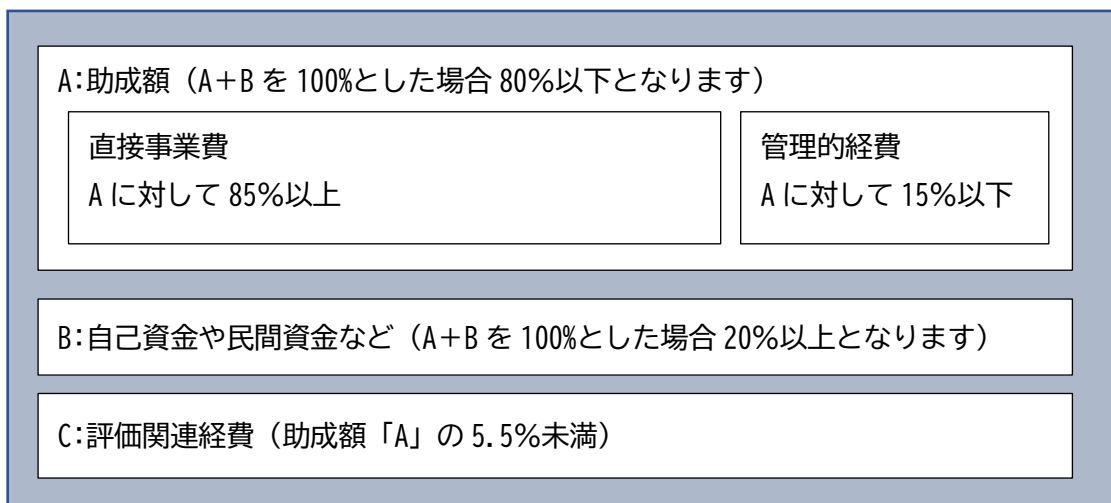 A:助成額（A＋B を 100%とした場合 80％以下となります）
直接事業費
A に対して 85％以上
管理的経費
A に対して 15％以下
B:自己資金や民間資金など（A＋B を 100%とした場合 20％以上となります）
C:評価関連経費（助成額「A」の 5.5％未満）